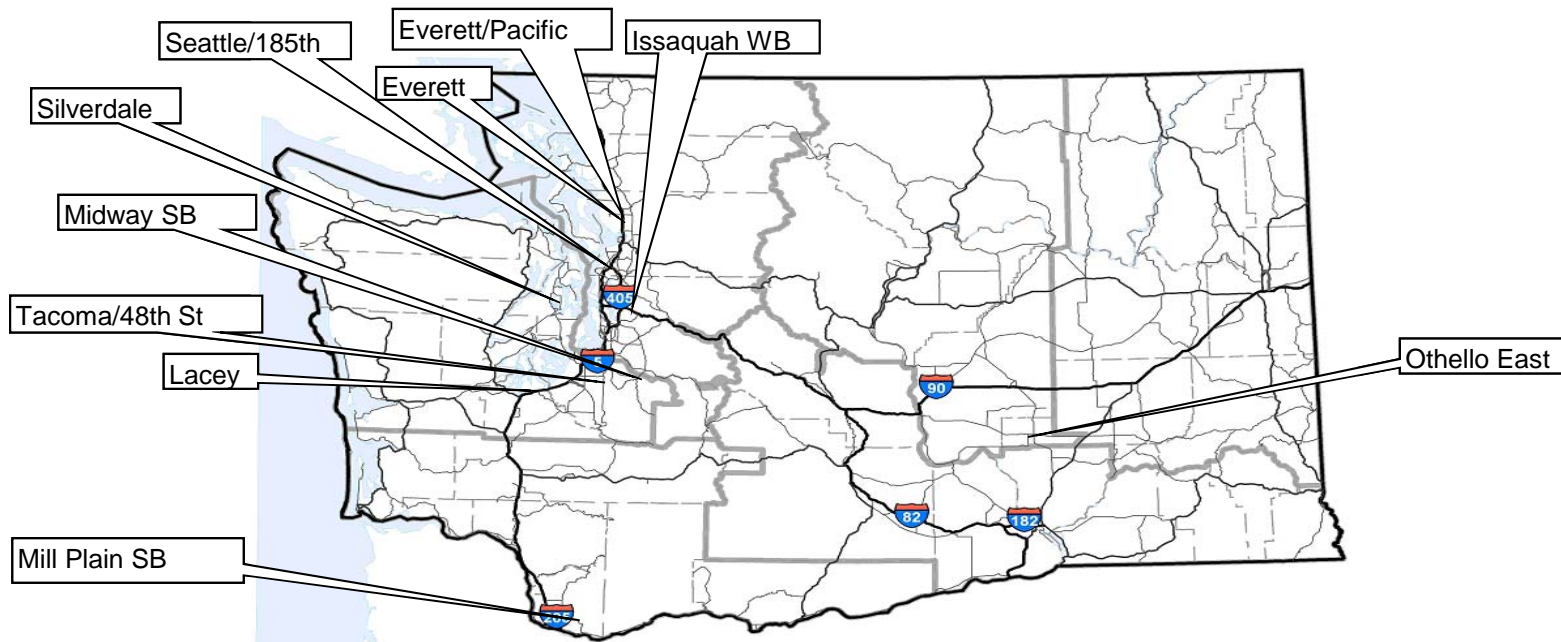 Everett/Pacific
Issaquah WB
Seattle/185th
Everett
Silverdale
Midway SB
405
Tacoma/48th St
5
Othello East
Lacey
90
82
182
Mill Plain SB
205